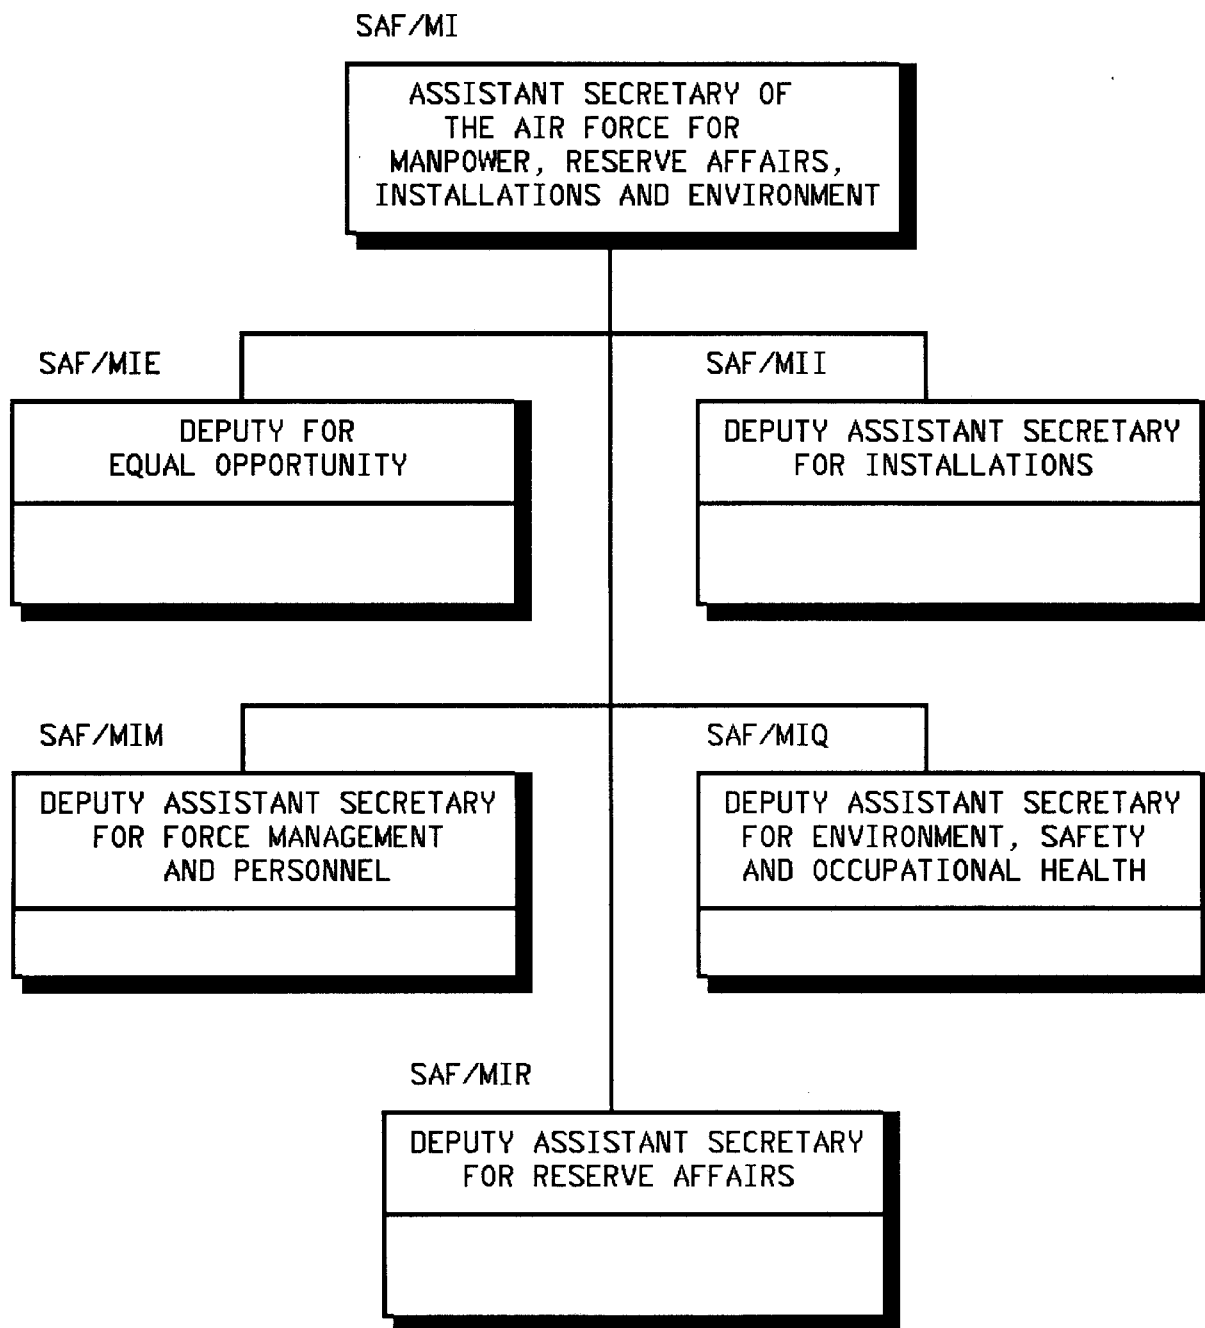 SAF/MI
ASSISTANT SECRETARY OF
THE AIR FORCE FOR
MANPOWER, RESERVE AFFAIRS,
INSTALLATIONS AND ENVIRONMENT
SAF/MIE
DEPUTY FOR
EQUAL OPPORTUNITY
SAF/MII
DEPUTY ASSISTANT SECRETARY
FOR INSTALLATIONS
SAF/MIM
DEPUTY ASSISTANT SECRETARY
FOR FORCE MANAGEMENT
AND PERSONNEL
SAF/MIQ
DEPUTY ASSISTANT SECRETARY
FOR ENVIRONMENT, SAFETY
AND OCCUPATIONAL HEALTH
SAF/MIR
DEPUTY ASSISTANT SECRETARY
FOR RESERVE AFFAIRS